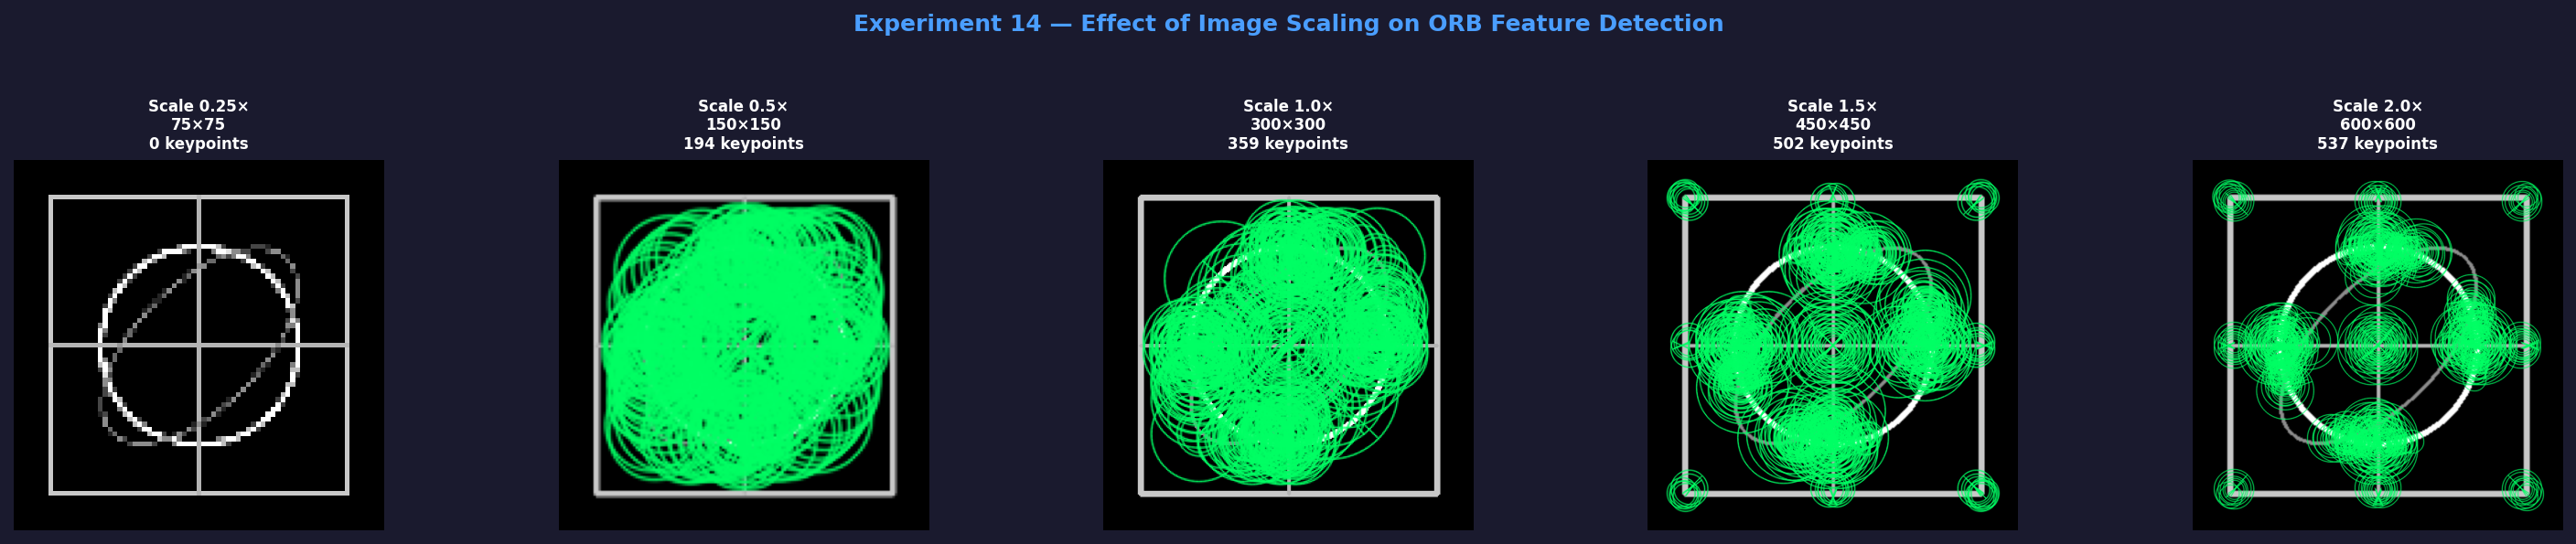 Experiment 14 — Effect of Image Scaling on ORB Feature Detection
Scale 0.25×
75×75
0 keypoints
Scale 0.5×
150×150
194 keypoints
Scale 1.0×
300×300
359 keypoints
Scale 1.5×
450×450
502 keypoints
Scale 2.0×
600×600
537 keypoints